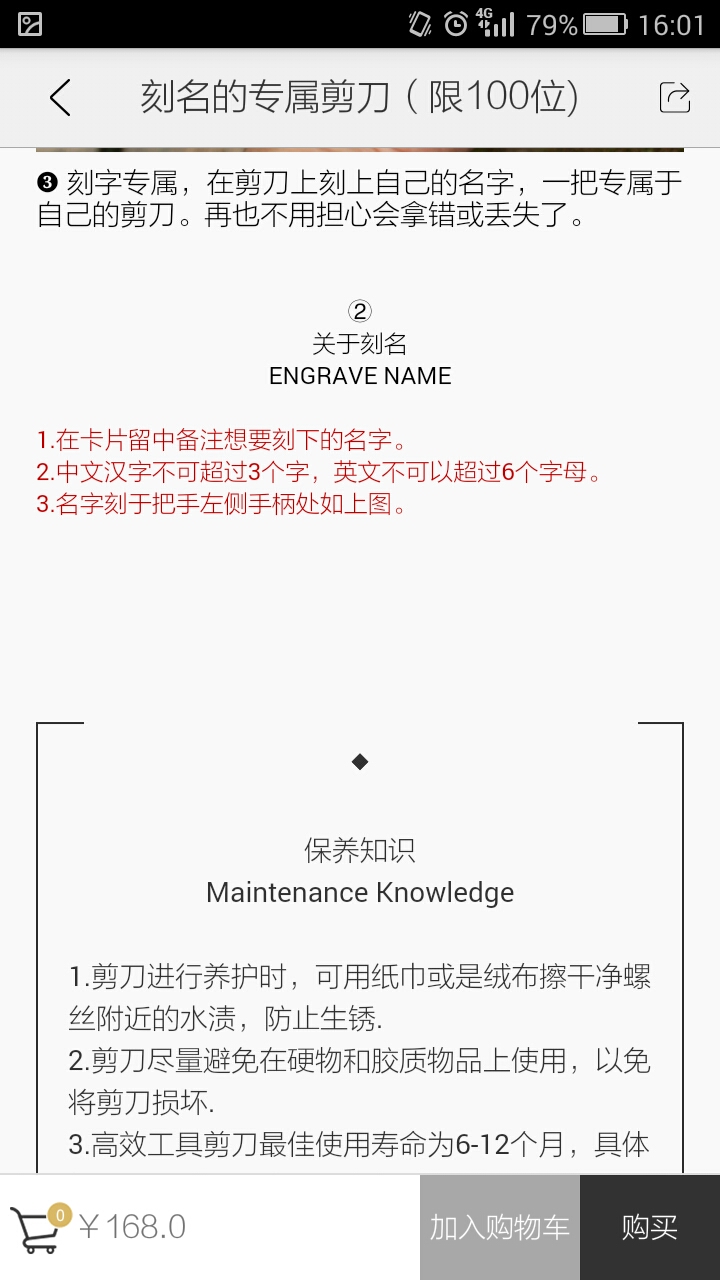 4G 79% 16:01
刻名的专属剪刀（限100位)
❸ 刻字专属，在剪刀上刻上自己的名字，一把专属于
自己的剪刀。再也不用担心会拿错或丢失了。
②
关于刻名
ENGRAVE NAME
1.在卡片留中备注想要刻下的名字。
2.中文汉字不可超过3个字，英文不可以超过6个字母。
3.名字刻于把手左侧手柄处如上图。
保养知识
Maintenance Knowledge
1.剪刀进行养护时，可用纸巾或是绒布擦干净螺
丝附近的水渍，防止生锈.
2.剪刀尽量避免在硬物和胶质物品上使用，以免
将剪刀损坏.
3.高效工具剪刀最佳使用寿命为6-12个月，具体
0 ￥168.0 加入购物车 购买